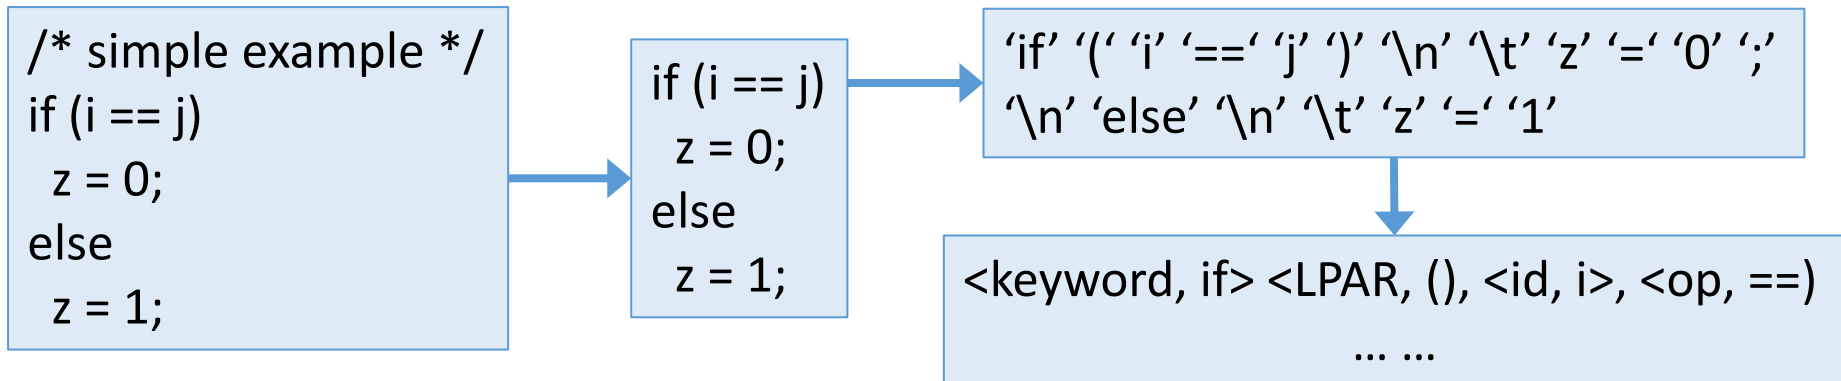 /* simple example */
if (i == j)
  z = 0;
else
  z = 1;
if (i == j)
  z = 0;
else
  z = 1;
‘if’ ‘(‘ ‘i’ ‘==‘ ‘j’ ‘)’ ‘\n’ ‘\t’ ‘z’ ‘=‘ ‘0’ ‘;’
‘\n’ ‘else’ ‘\n’ ‘\t’ ‘z’ ‘=‘ ‘1’
<keyword, if> <LPAR, (), <id, i>, <op, ==)
... ...